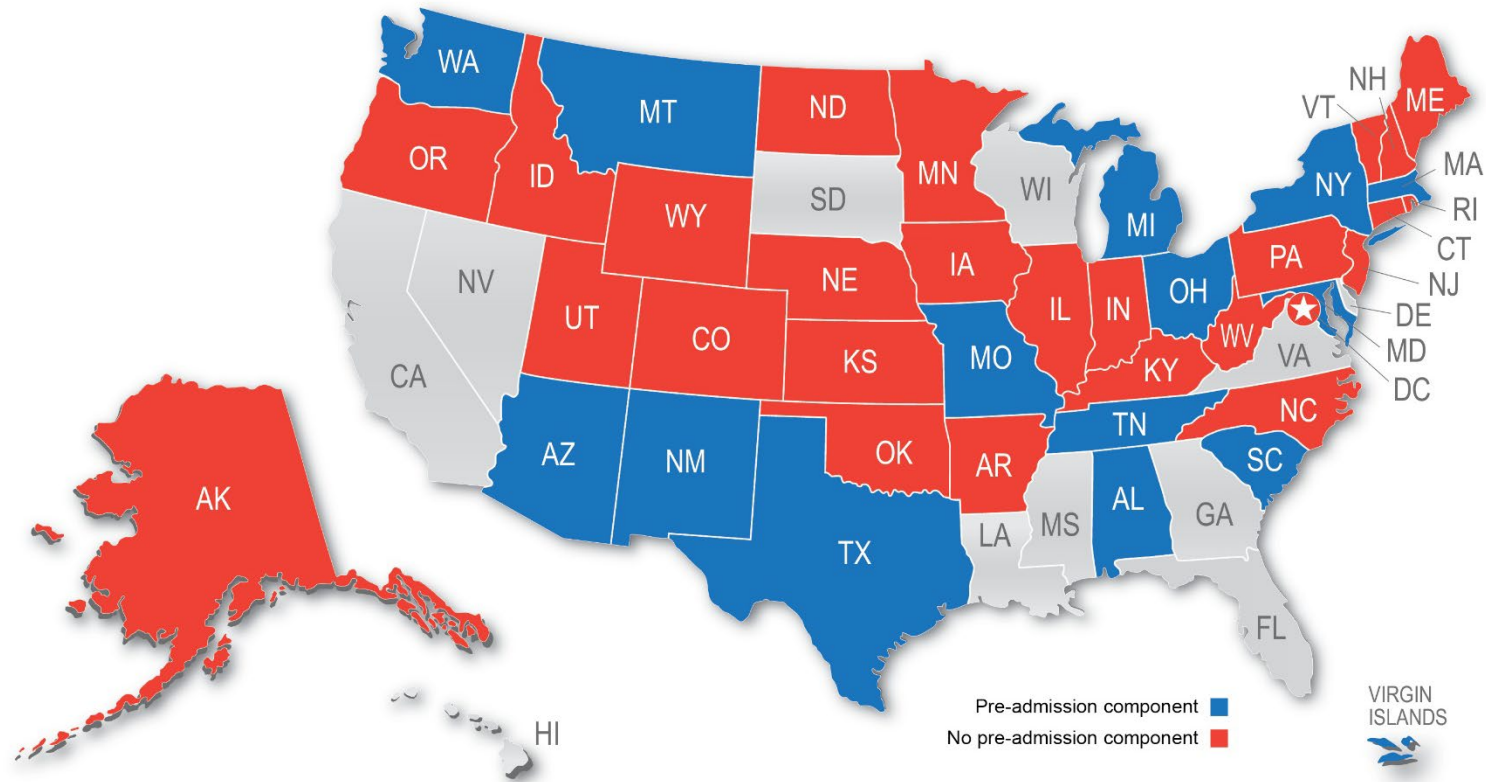 WA
MT
ND
MN
OR
ID
WY
SD
WI
MI
NY
VT
NH
ME
MA
RI
CT
NJ
PA
DE
MD
DC
NV
UT
CO
NE
IA
IL
IN
OH
WV
VA
CA
KS
MO
KY
NC
AZ
NM
OK
AR
TN
SC
TX
LA
MS
AL
GA
FL
AK
HI
Pre-admission component
No pre-admission component
VIRGIN
ISLANDS